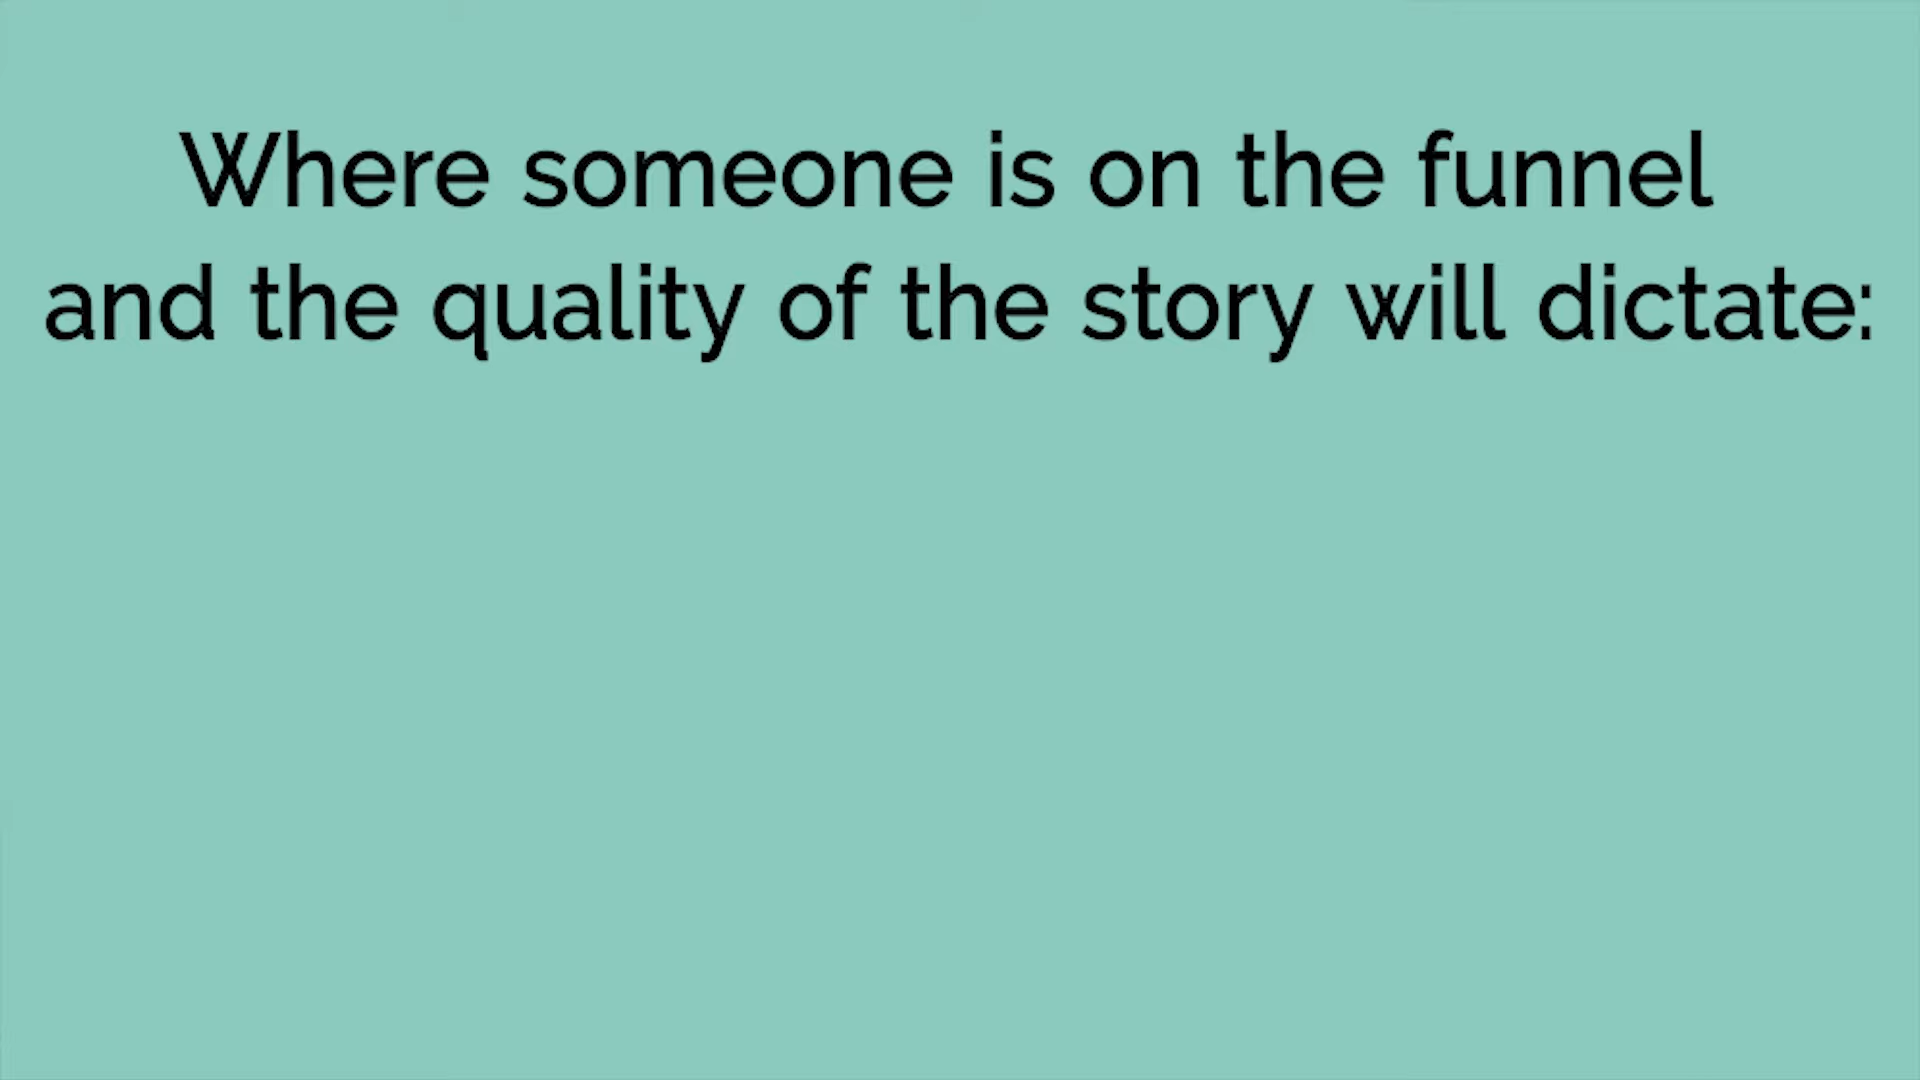 Where someone is on the funnel
and the quality of the story will dictate: